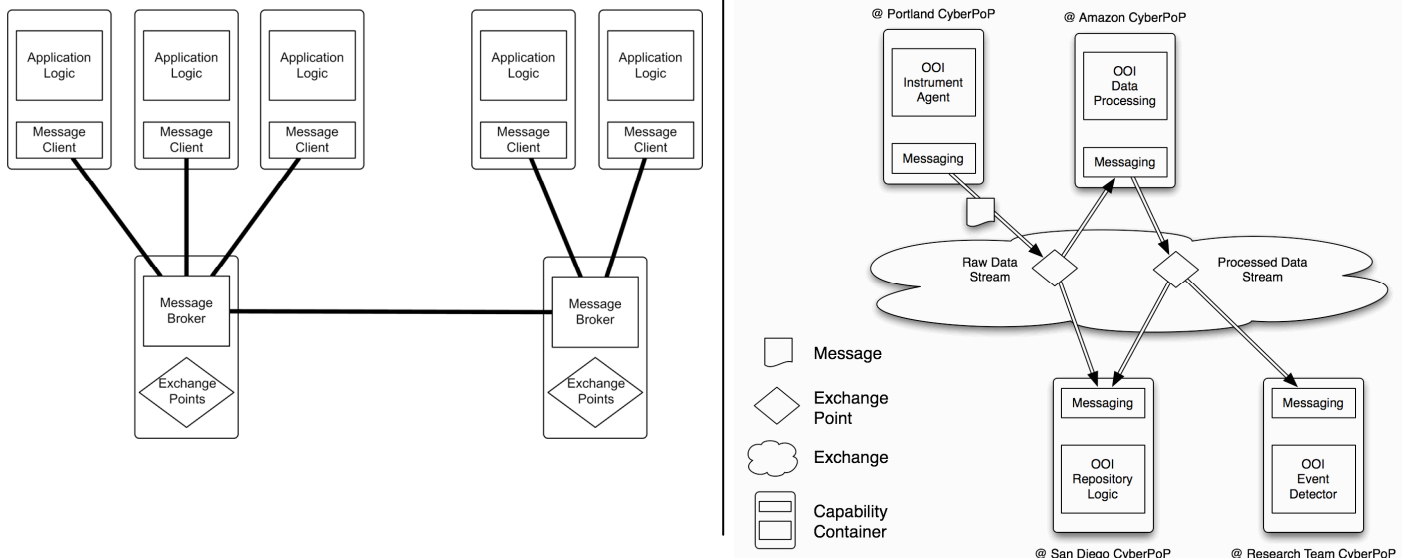 Application
Logic
Message
Client
Application
Logic
Message
Client
Application
Logic
Message
Client
Application
Logic
Message
Client
Application
Logic
Message
Client
Message
Broker
Exchange
Points
Message
Broker
Exchange
Points
@ Portland CyberPoP
OOI
Instrument
Agent
Messaging
@ Amazon CyberPoP
OOI
Data
Processing
Messaging
Raw Data
Stream
Processed Data
Stream
Message
Exchange
Point
Exchange
Capability
Container
Messaging
OOI
Repository
Logic
@ San Diego CyberPoP
Messaging
OOI
Event
Detector
@ Research Team CyberPoP